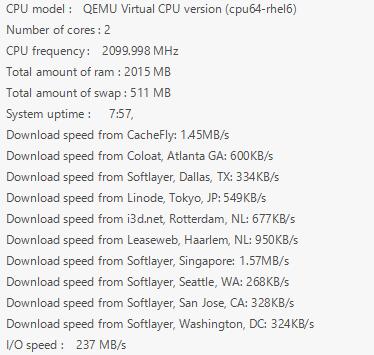 CPU model :   QEMU Virtual CPU version (cpu64-rhel6)
Number of cores : 2
CPU frequency :   2099.998 MHz
Total amount of ram : 2015 MB
Total amount of swap : 511 MB
System uptime :    7:57,
Download speed from CacheFly: 1.45MB/s
Download speed from Coloat, Atlanta GA: 600KB/s
Download speed from Softlayer, Dallas, TX: 334KB/s
Download speed from Linode, Tokyo, JP: 549KB/s
Download speed from i3d.net, Rotterdam, NL: 677KB/s
Download speed from Leaseweb, Haarlem, NL: 950KB/s
Download speed from Softlayer, Singapore: 1.57MB/s
Download speed from Softlayer, Seattle, WA: 268KB/s
Download speed from Softlayer, San Jose, CA: 328KB/s
Download speed from Softlayer, Washington, DC: 324KB/s
I/O speed :   237 MB/s